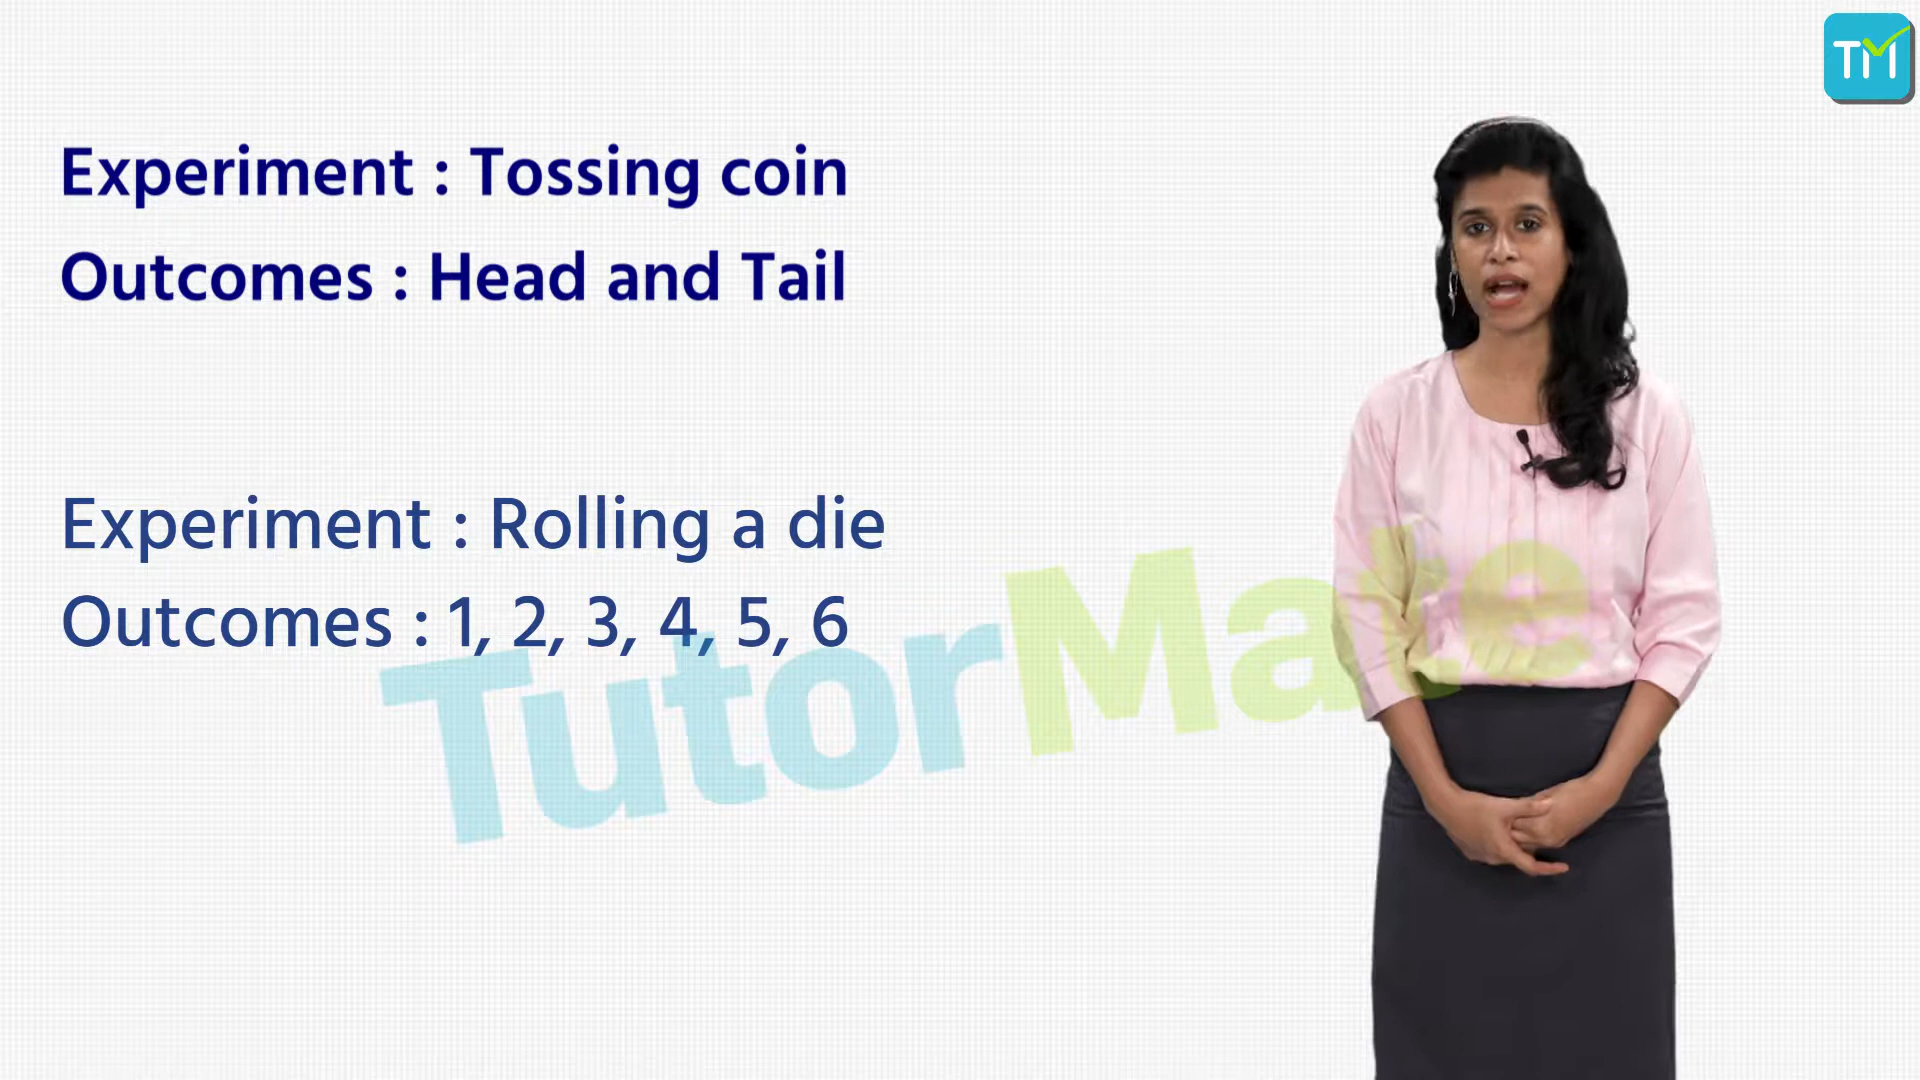 TM
Experiment : Tossing coin
Outcomes : Head and Tail
Experiment : Rolling a die
Outcomes : 1, 2, 3, 4, 5, 6
TutorMate